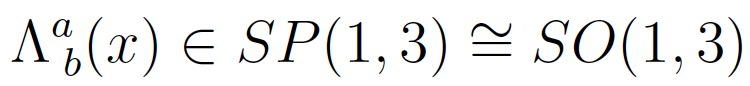 Λ^a_b(x) ∈ SP(1, 3) ≅ SO(1, 3)